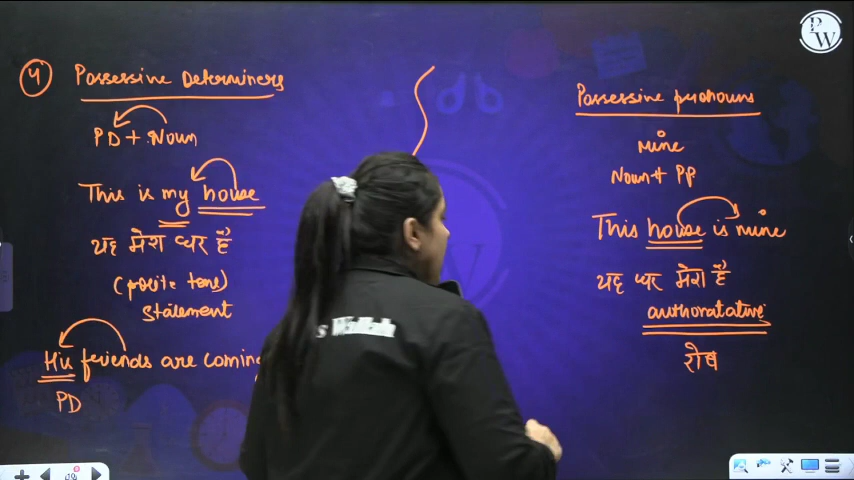 4 Possessive Determiners
PD + Noun
This is my house
यह मेरा घर है
(polite tone)
Statement
His friends are coming
PD
Possessive pronouns
mine
Noun + PP
This house is mine
यह घर मेरा है
authoratative
रोब
PW